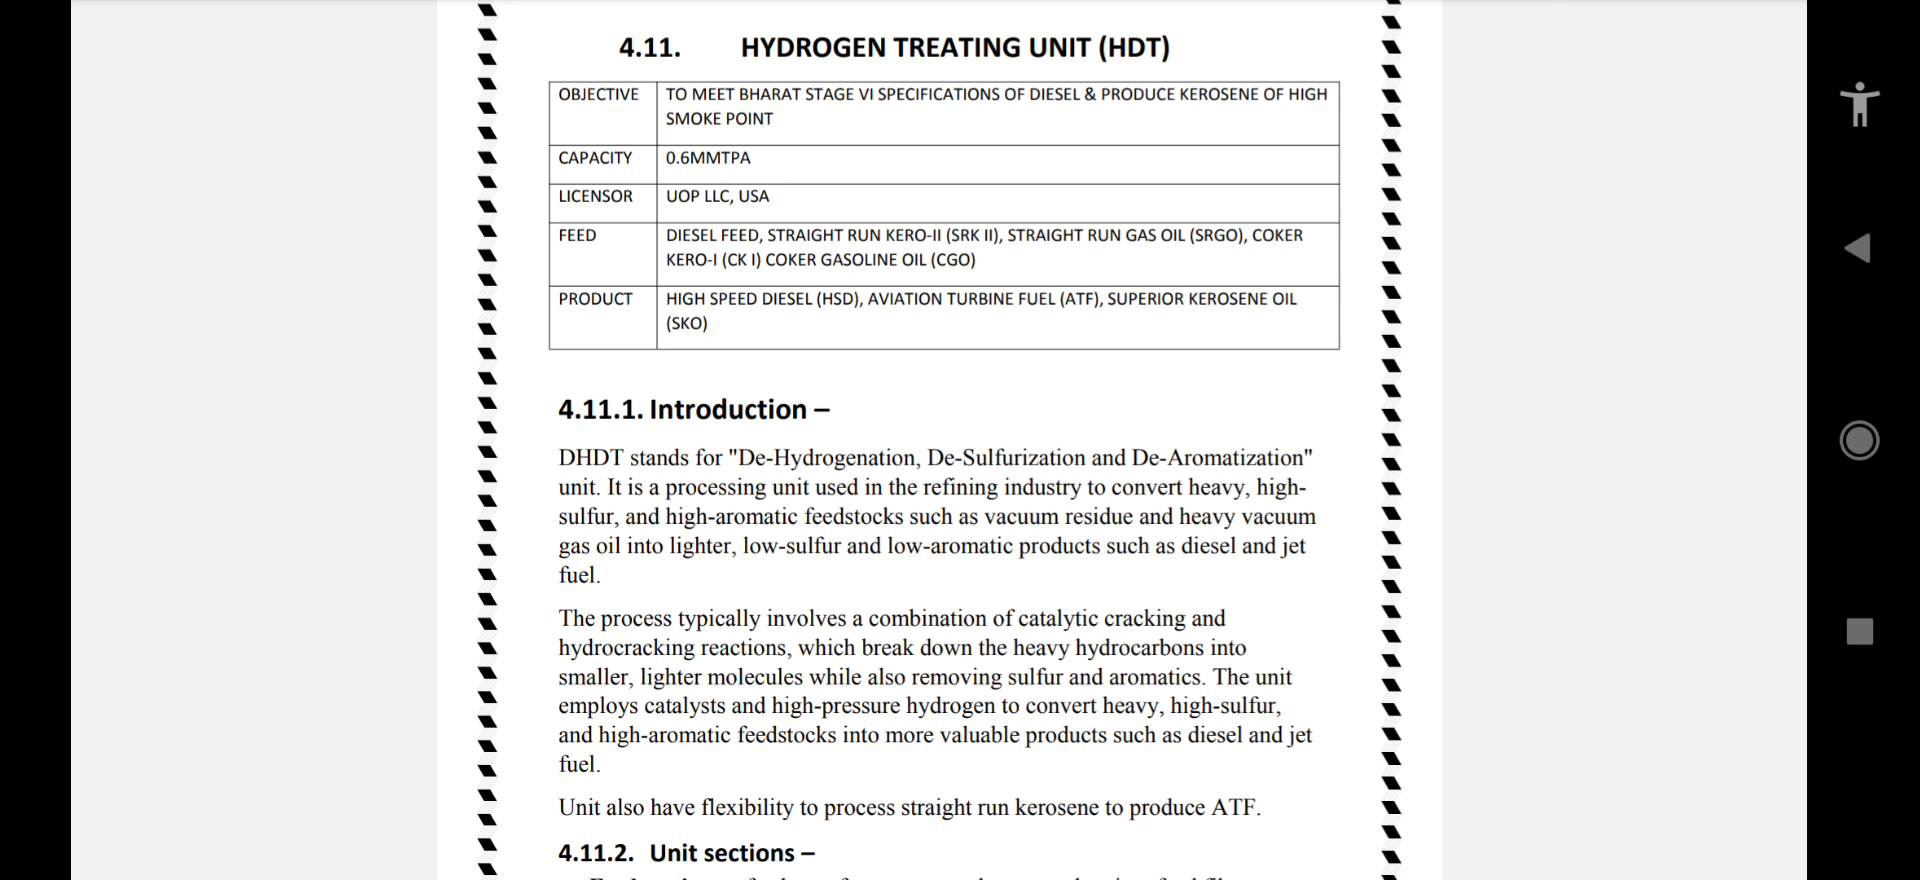 4.11. HYDROGEN TREATING UNIT (HDT)
OBJECTIVE TO MEET BHARAT STAGE VI SPECIFICATIONS OF DIESEL & PRODUCE KEROSENE OF HIGH
SMOKE POINT
CAPACITY 0.6MMTPA
LICENSOR UOP LLC, USA
FEED DIESEL FEED, STRAIGHT RUN KERO-II (SRK II), STRAIGHT RUN GAS OIL (SRGO), COKER
KERO-I (CK I) COKER GASOLINE OIL (CGO)
PRODUCT HIGH SPEED DIESEL (HSD), AVIATION TURBINE FUEL (ATF), SUPERIOR KEROSENE OIL
(SKO)
4.11.1. Introduction –
DHDT stands for "De-Hydrogenation, De-Sulfurization and De-Aromatization"
unit. It is a processing unit used in the refining industry to convert heavy, high-
sulfur, and high-aromatic feedstocks such as vacuum residue and heavy vacuum
gas oil into lighter, low-sulfur and low-aromatic products such as diesel and jet
fuel.
The process typically involves a combination of catalytic cracking and
hydrocracking reactions, which break down the heavy hydrocarbons into
smaller, lighter molecules while also removing sulfur and aromatics. The unit
employs catalysts and high-pressure hydrogen to convert heavy, high-sulfur,
and high-aromatic feedstocks into more valuable products such as diesel and jet
fuel.
Unit also have flexibility to process straight run kerosene to produce ATF.
4.11.2. Unit sections –